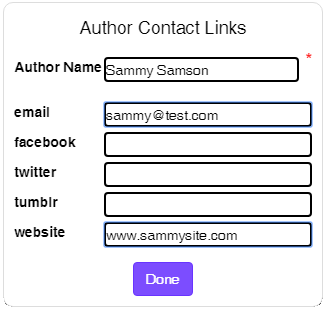 Author Contact Links
Author Name Sammy Samson *
email sammy@test.com
facebook
twitter
tumblr
website www.sammysite.com
Done